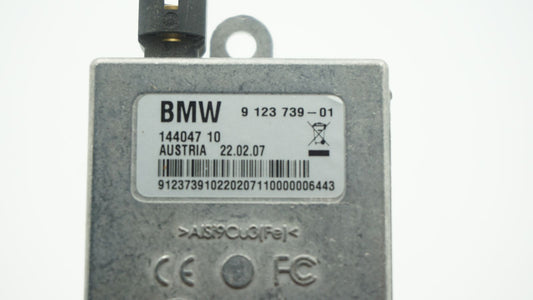 BMW 9 123 739-01
144047 10
AUSTRIA 22.02.07
91237391022020711000006443
>AlSi9Cu3(Fe)<
CE FC